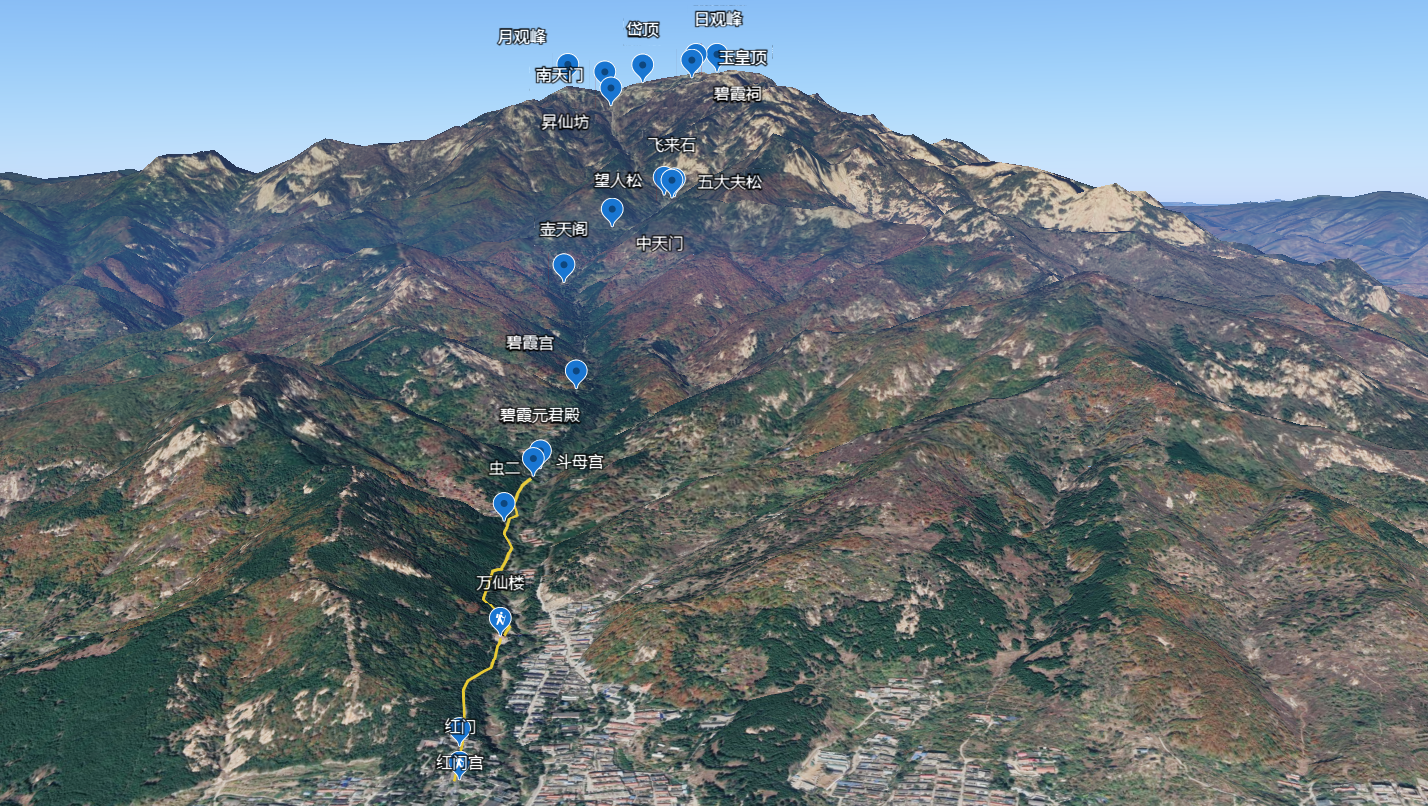 日观峰
岱顶
月观峰
玉皇顶
南天门
碧霞祠
昇仙坊
飞来石
望人松
五大夫松
壶天阁
中天门
碧霞宫
碧霞元君殿
斗母宫
虫二
万仙楼
红门
红门宫